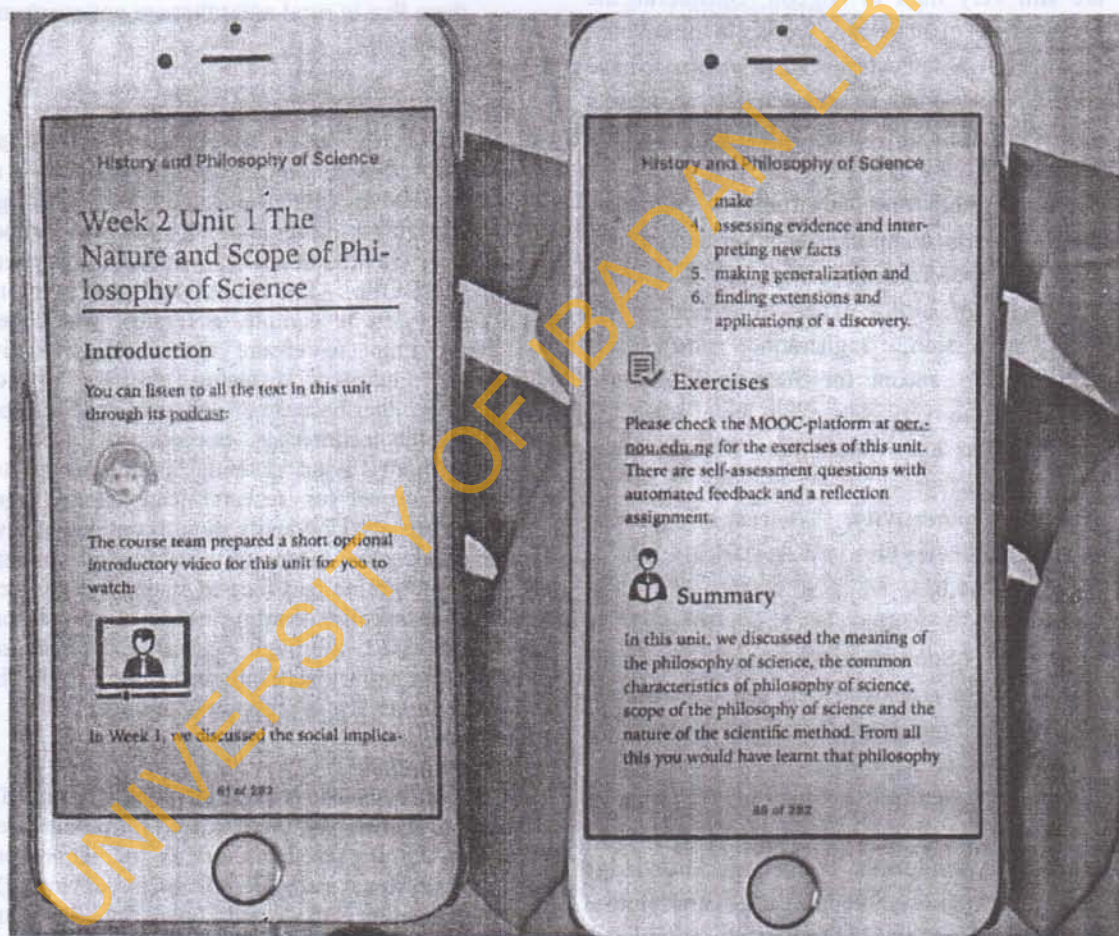 History and Philosophy of Science
Week 2 Unit 1 The
Nature and Scope of Phi-
losophy of Science
Introduction
You can listen to all the text in this unit
through its podcast:
The course team prepared a short optional
introductory video for this unit for you to
watch:
In Week 1, we discussed the social implica-
61 of 282
History and Philosophy of Science
make
4. assessing evidence and inter-
preting new facts
5. making generalization and
6. finding extensions and
applications of a discovery.
Exercises
Please check the MOOC-platform at oer.-
nou.edu.ng for the exercises of this unit.
There are self-assessment questions with
automated feedback and a reflection
assignment.
Summary
In this unit, we discussed the meaning of
the philosophy of science, the common
characteristics of philosophy of science,
scope of the philosophy of science and the
nature of the scientific method. From all
this you would have learnt that philosophy
of 282
UNIVERSITY OF IBADAN LIBR